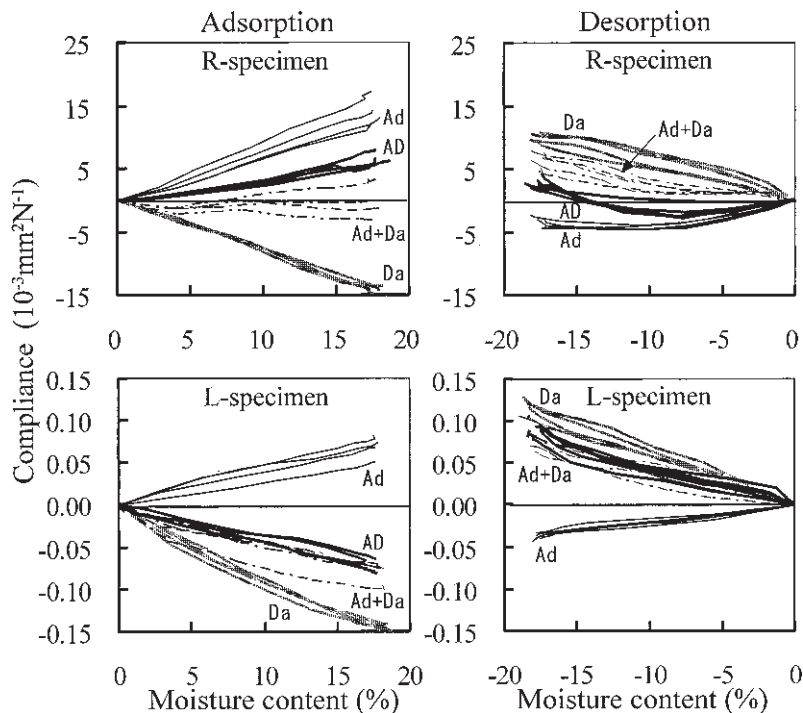 Adsorption Desorption
25 R-specimen 25 R-specimen
15 Ad 15 Da Ad+Da
AD
5 5
-5 Ad+Da -5 AD
Ad
Da
-15 -15
0 5 10 15 20 -20 -15 -10 -5 0
Compliance (10⁻³mm²N⁻¹)
0.15 L-specimen 0.15 Da L-specimen
0.10 0.10
0.05 Ad 0.05 Ad+Da
0.00 0.00
-0.05 AD -0.05 Ad
-0.10 Da Ad+Da -0.10
-0.15 -0.15
0 5 10 15 20 -20 -15 -10 -5 0
Moisture content (%) Moisture content (%)